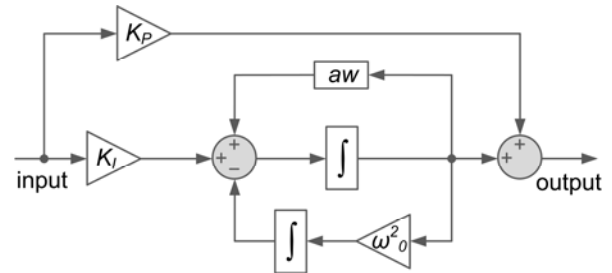 K_P
aw
+
+ + +
K_I ∫ +
−
input output
∫ ω²₀